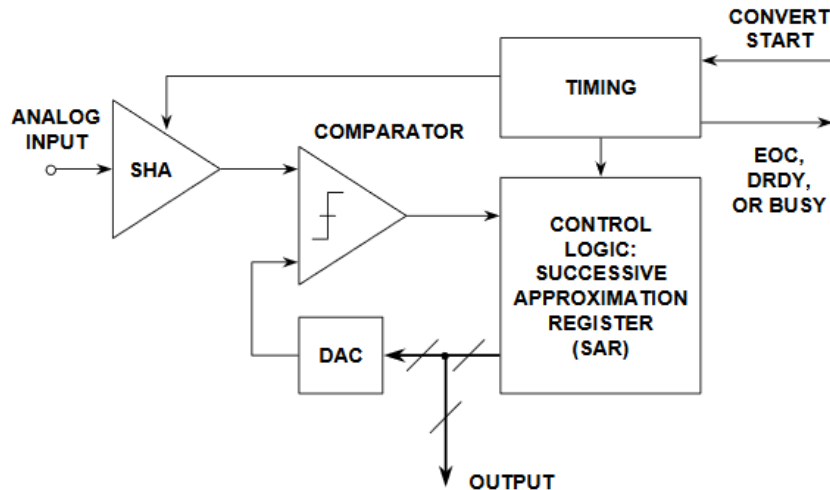 CONVERT
START
TIMING
ANALOG
INPUT
COMPARATOR
SHA
EOC,
DRDY,
OR BUSY
CONTROL
LOGIC:
SUCCESSIVE
APPROXIMATION
REGISTER
(SAR)
DAC
OUTPUT